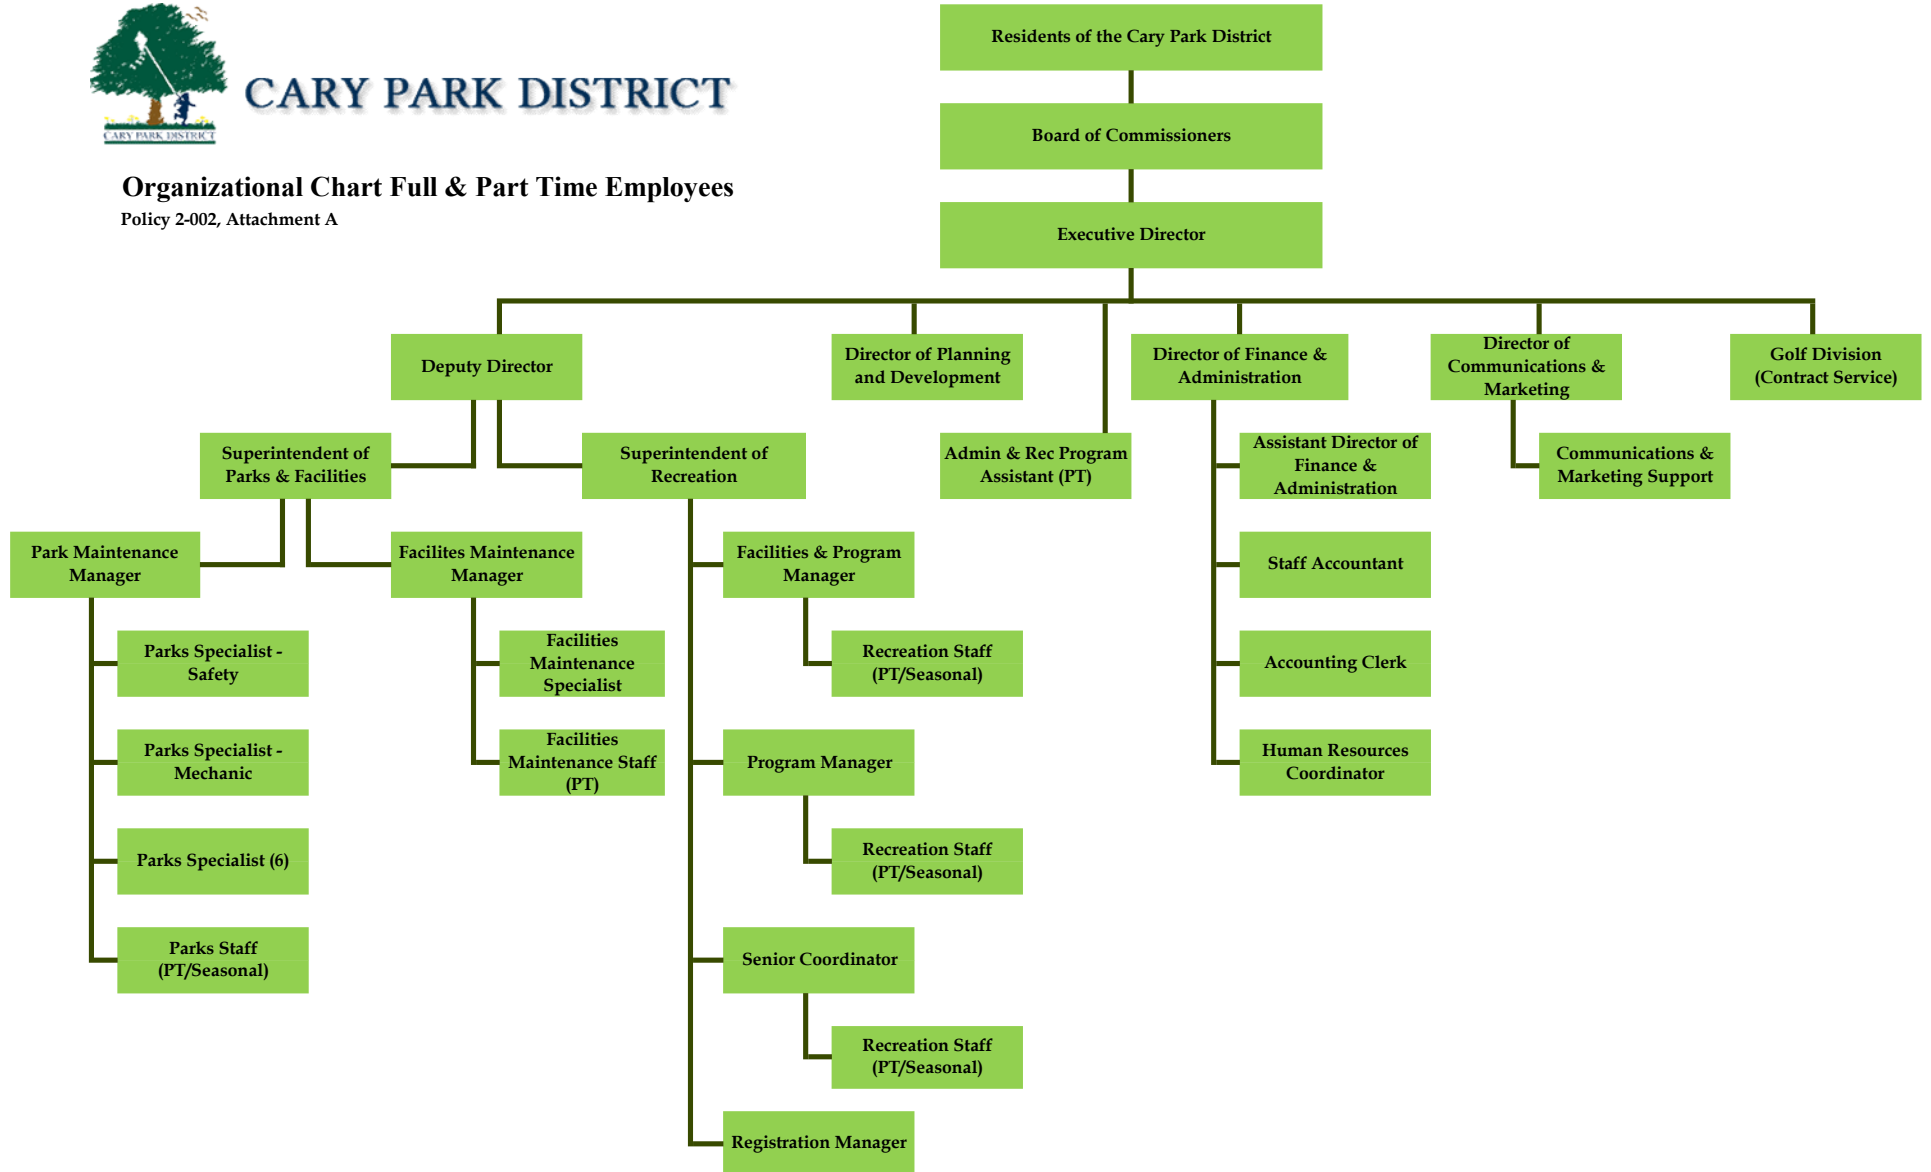 CARY PARK DISTRICT
CARY PARK DISTRICT
Organizational Chart Full & Part Time Employees
Policy 2-002, Attachment A
Residents of the Cary Park District
Board of Commissioners
Executive Director
Deputy Director
Director of Planning
and Development
Director of Finance &
Administration
Director of
Communications &
Marketing
Golf Division
(Contract Service)
Superintendent of
Parks & Facilities
Superintendent of
Recreation
Admin & Rec Program
Assistant (PT)
Assistant Director of
Finance &
Administration
Communications &
Marketing Support
Park Maintenance
Manager
Facilites Maintenance
Manager
Facilities & Program
Manager
Staff Accountant
Parks Specialist -
Safety
Facilities
Maintenance
Specialist
Recreation Staff
(PT/Seasonal)
Accounting Clerk
Parks Specialist -
Mechanic
Facilities
Maintenance Staff
(PT)
Program Manager
Human Resources
Coordinator
Parks Specialist (6)
Recreation Staff
(PT/Seasonal)
Parks Staff
(PT/Seasonal)
Senior Coordinator
Recreation Staff
(PT/Seasonal)
Registration Manager